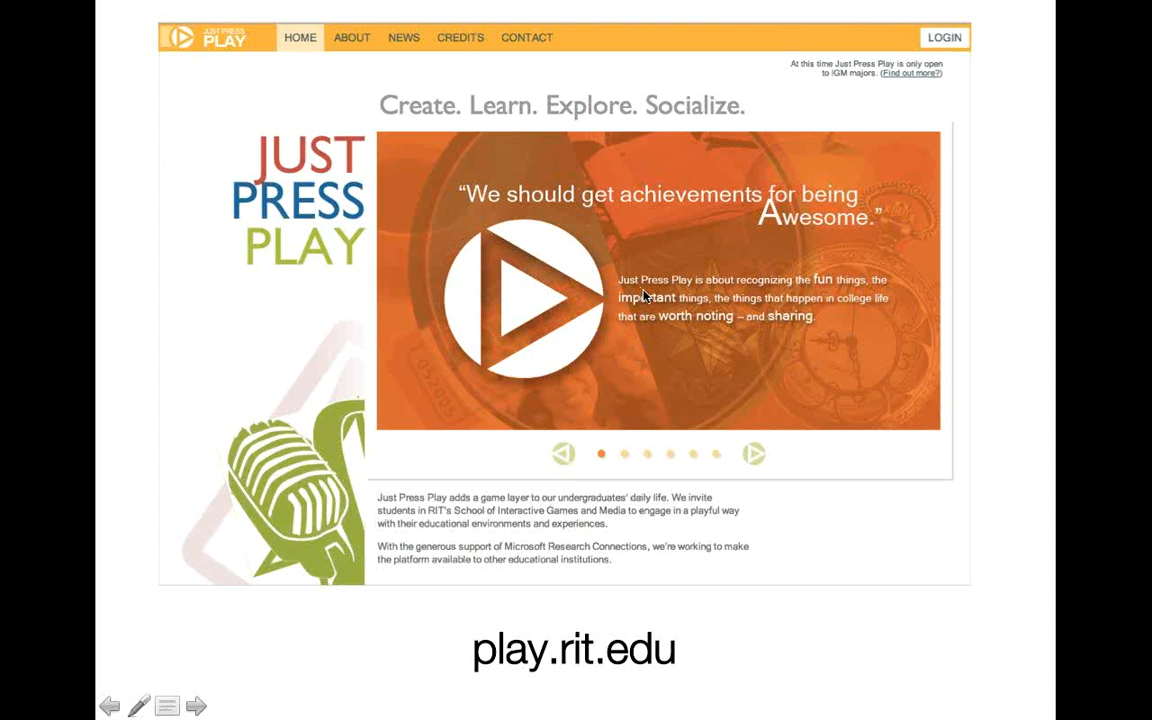 JUST PRESS
PLAY
HOME ABOUT NEWS CREDITS CONTACT LOGIN
At this time Just Press Play is only open
to IGM majors. (Find out more?)
Create. Learn. Explore. Socialize.
JUST
PRESS
PLAY
“We should get achievements for being
Awesome.”
Just Press Play is about recognizing the fun things, the
important things, the things that happen in college life
that are worth noting – and sharing.
Just Press Play adds a game layer to our undergraduates' daily life. We invite
students in RIT's School of Interactive Games and Media to engage in a playful way
with their educational environments and experiences.
With the generous support of Microsoft Research Connections, we're working to make
the platform available to other educational institutions.
play.rit.edu